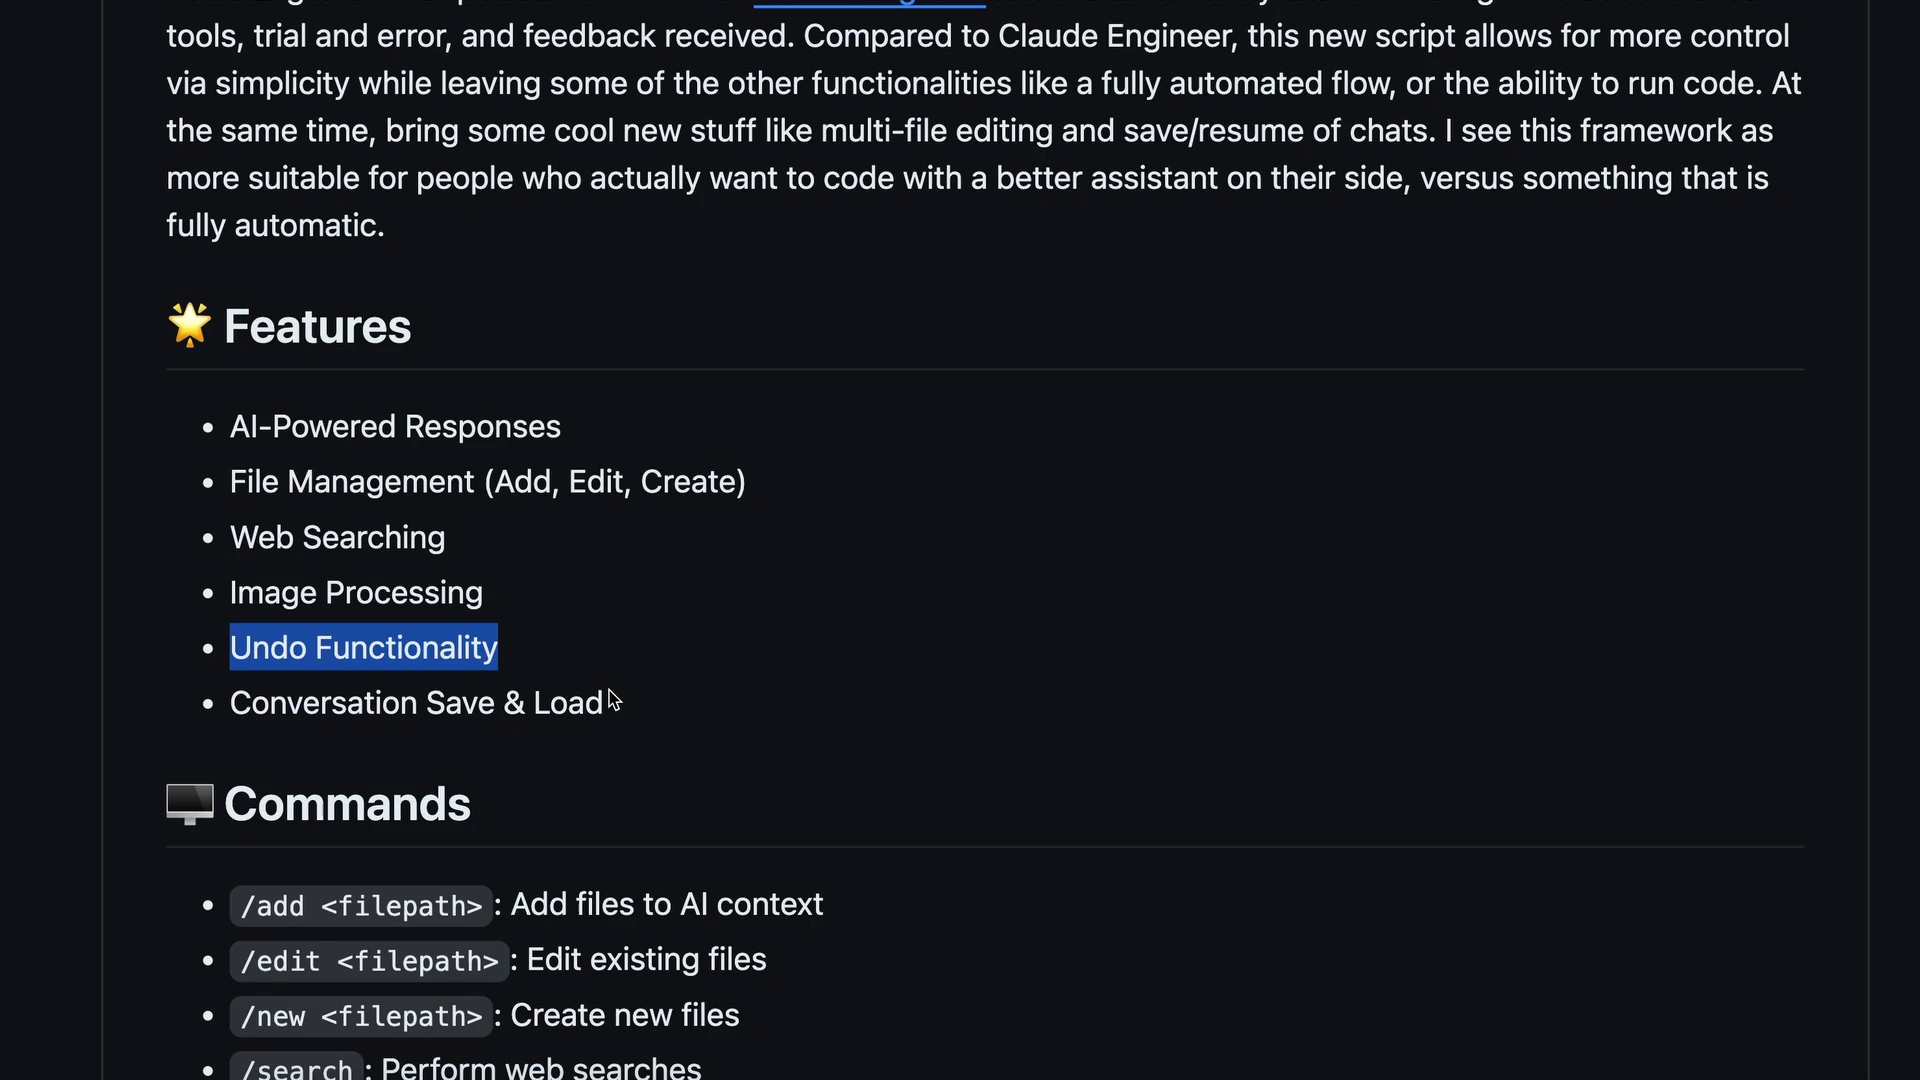 tools, trial and error, and feedback received. Compared to Claude Engineer, this new script allows for more control
via simplicity while leaving some of the other functionalities like a fully automated flow, or the ability to run code. At
the same time, bring some cool new stuff like multi-file editing and save/resume of chats. I see this framework as
more suitable for people who actually want to code with a better assistant on their side, versus something that is
fully automatic.
🌟 Features
• AI-Powered Responses
• File Management (Add, Edit, Create)
• Web Searching
• Image Processing
• Undo Functionality
• Conversation Save & Load
🖥️ Commands
• /add <filepath>: Add files to AI context
• /edit <filepath>: Edit existing files
• /new <filepath>: Create new files
• /search: Perform web searches